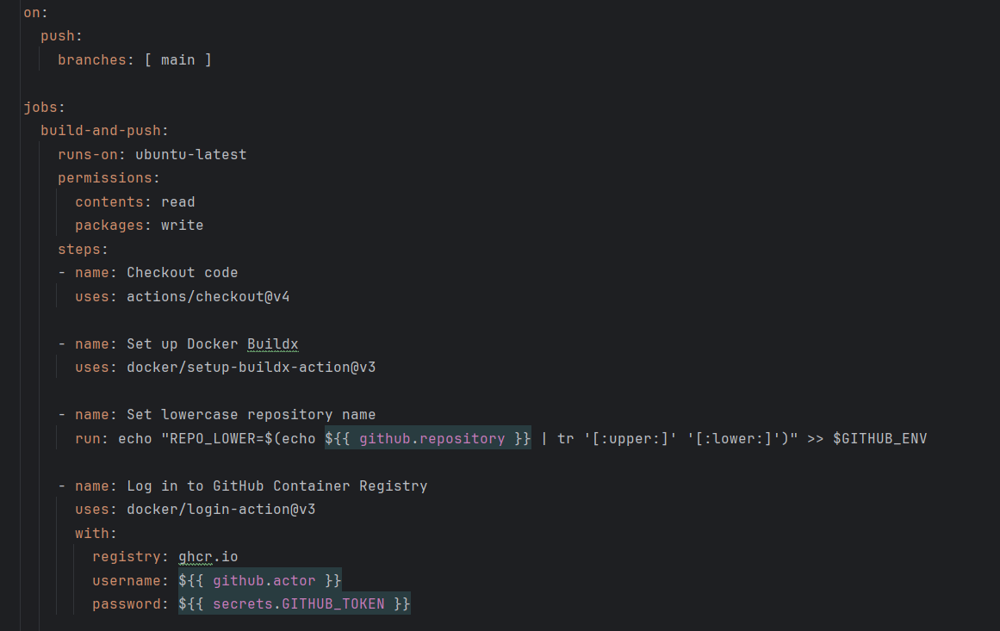 on:
push:
branches: [ main ]
jobs:
build-and-push:
runs-on: ubuntu-latest
permissions:
contents: read
packages: write
steps:
- name: Checkout code
uses: actions/checkout@v4
- name: Set up Docker Buildx
uses: docker/setup-buildx-action@v3
- name: Set lowercase repository name
run: echo "REPO_LOWER=$(echo ${{ github.repository }} | tr '[:upper:]' '[:lower:]')" >> $GITHUB_ENV
- name: Log in to GitHub Container Registry
uses: docker/login-action@v3
with:
registry: ghcr.io
username: ${{ github.actor }}
password: ${{ secrets.GITHUB_TOKEN }}